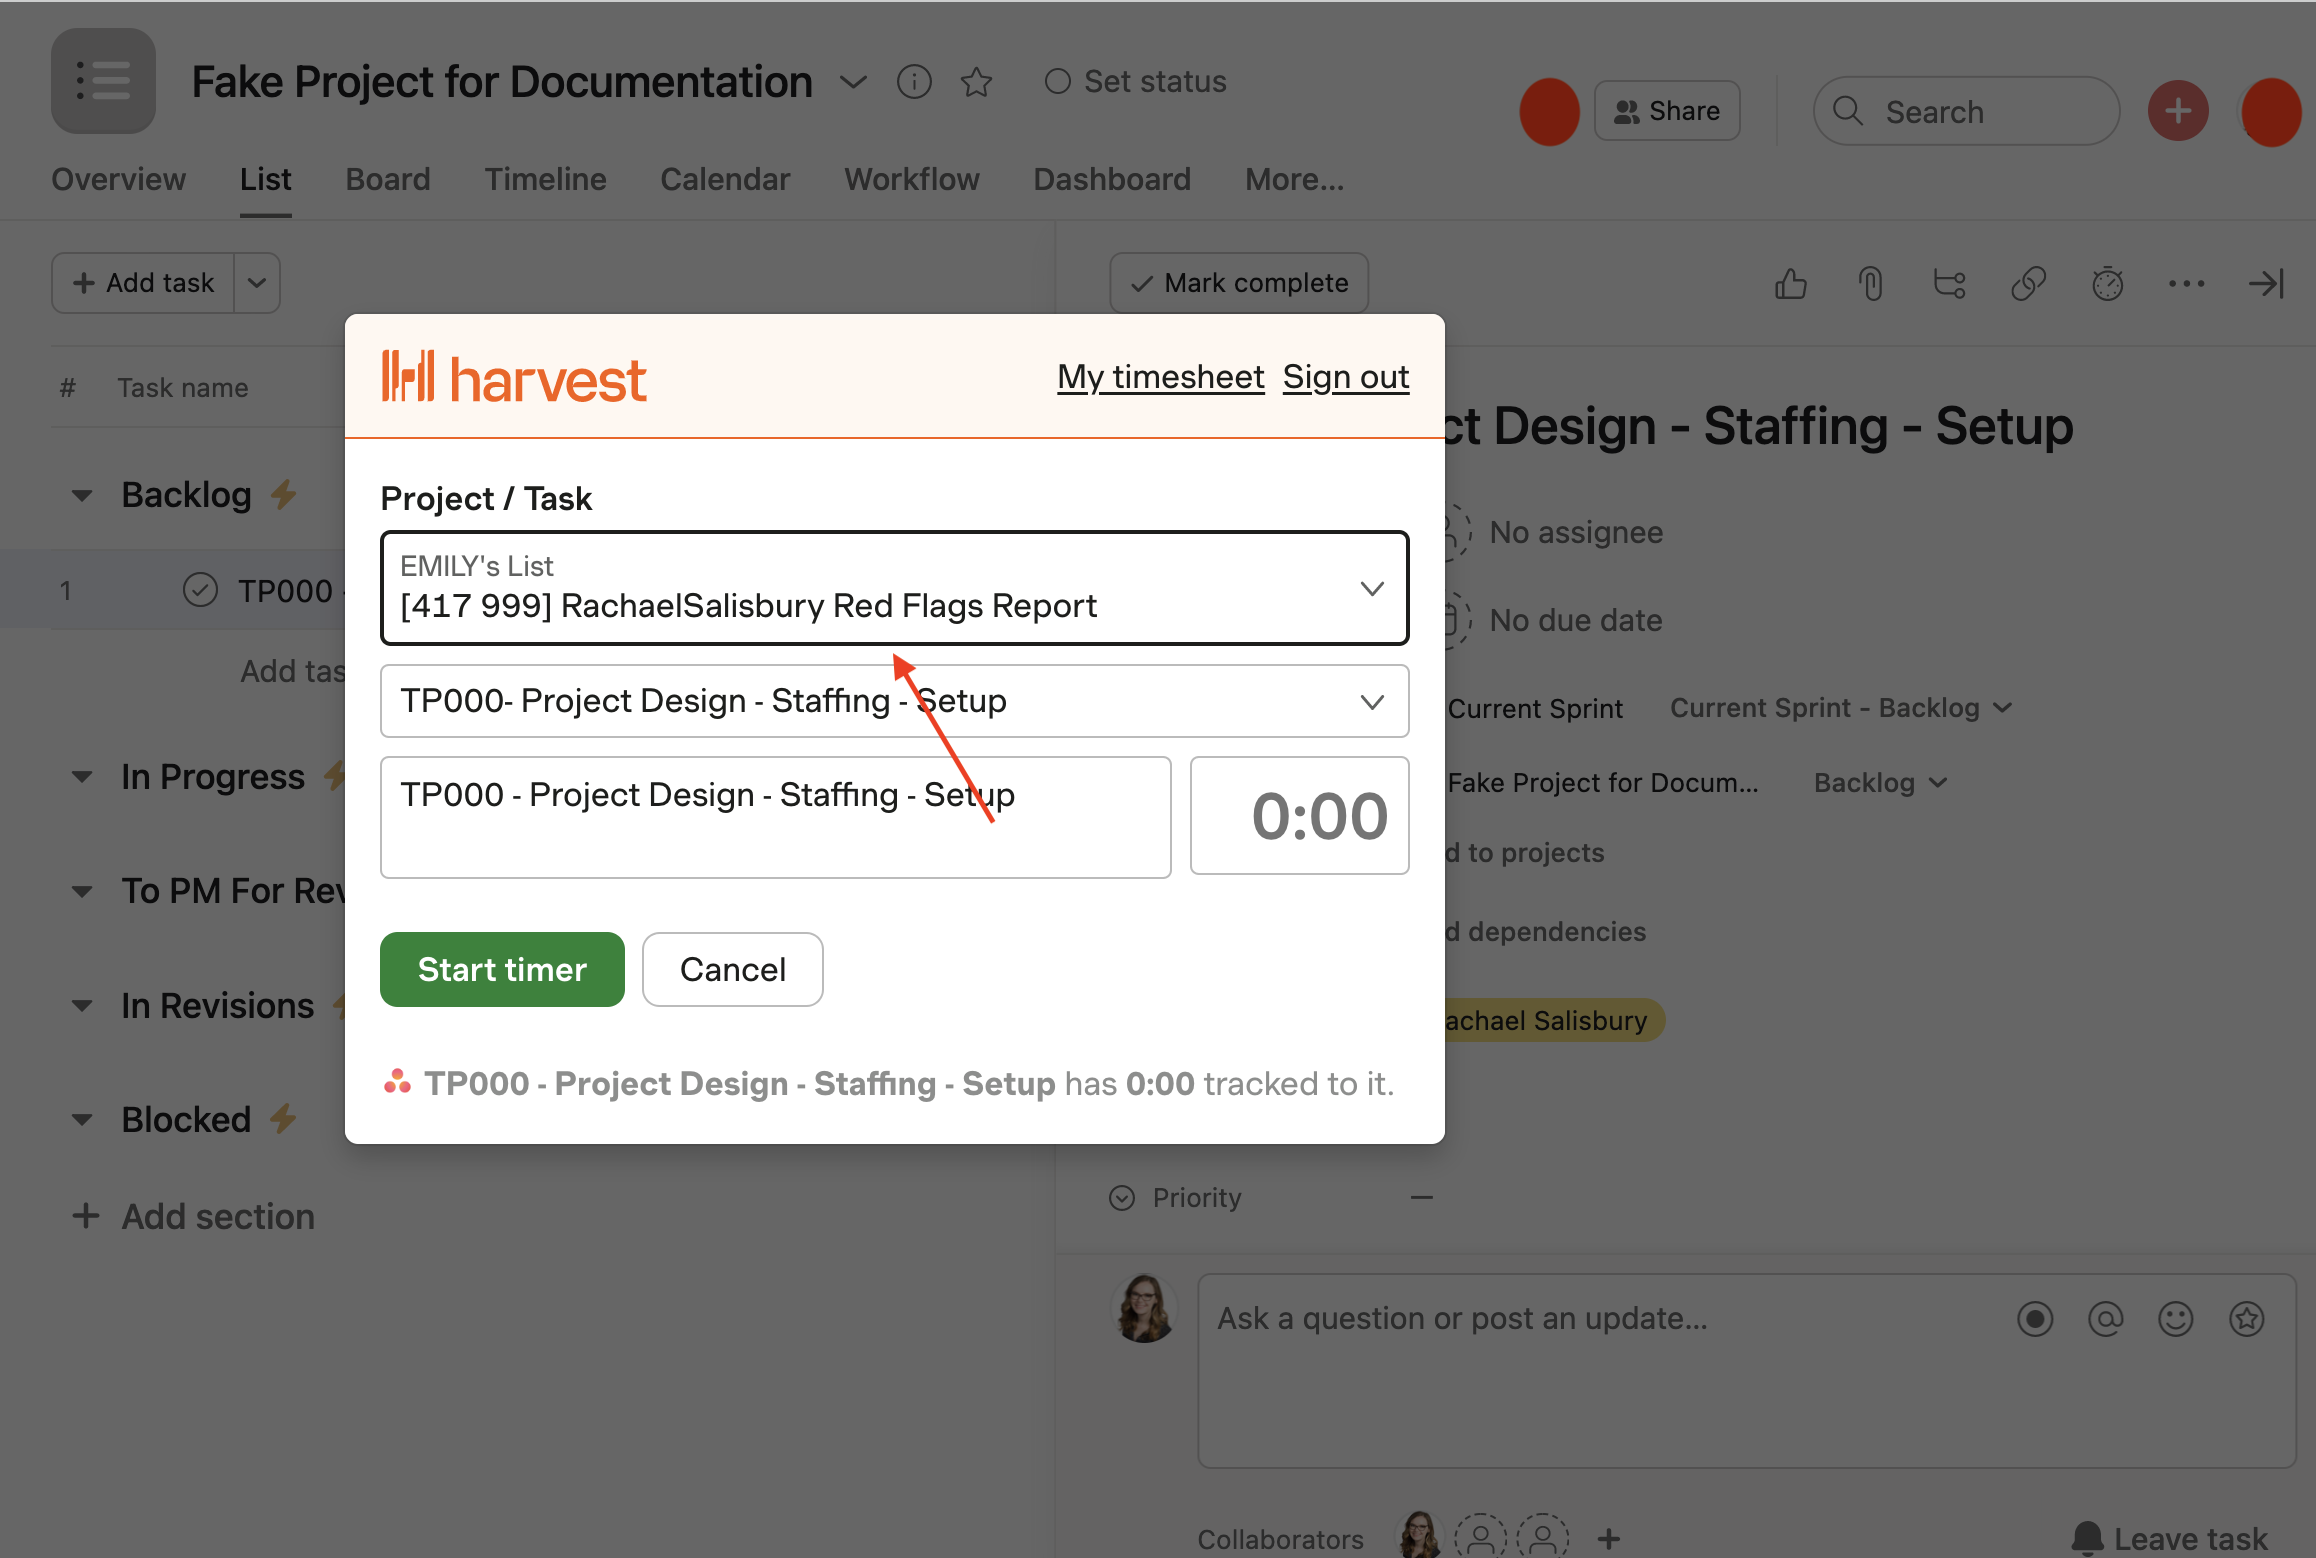 Fake Project for Documentation
Set status
Share
Search
Overview
List
Board
Timeline
Calendar
Workflow
Dashboard
More...
Add task
Mark complete
# Task name
harvest
My timesheet
Sign out
ct Design - Staffing - Setup
Backlog
Project / Task
EMILY's List
[417 999] RachaelSalisbury Red Flags Report
No assignee
1
TP000 -
No due date
Add tas
TP000- Project Design - Staffing - Setup
Current Sprint
Current Sprint - Backlog
In Progress
TP000 - Project Design - Staffing - Setup
0:00
Fake Project for Docum...
Backlog
d to projects
To PM For Rev
d dependencies
Start timer
Cancel
In Revisions
achael Salisbury
TP000 - Project Design - Staffing - Setup has 0:00 tracked to it.
Blocked
Priority
—
Add section
Ask a question or post an update...
Collaborators
Leave task